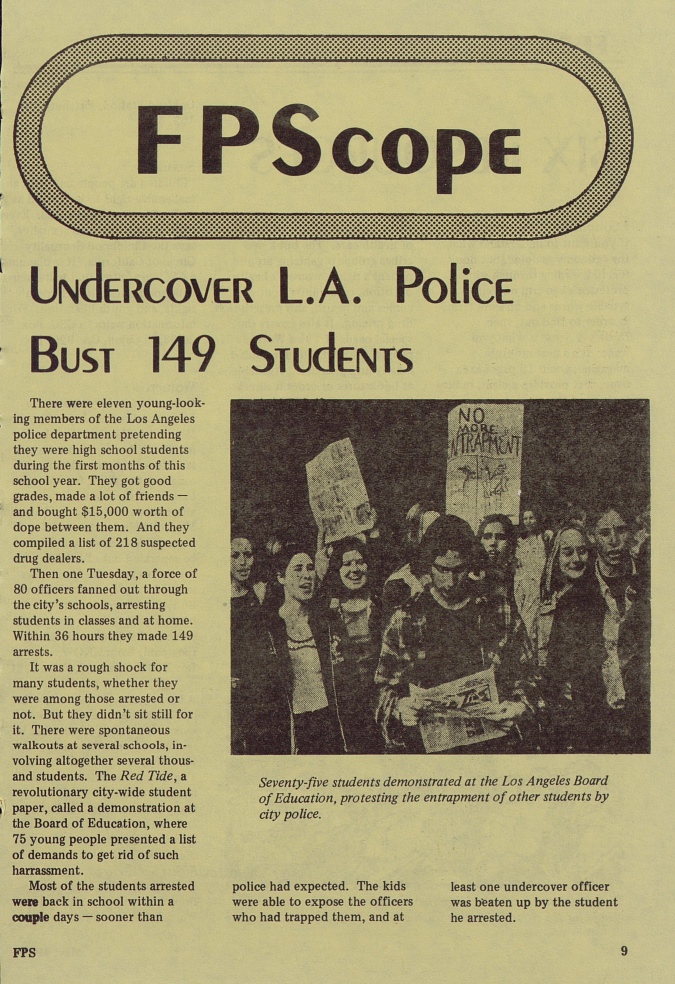 FPScope
Undercover L.A. Police
Bust 149 Students
There were eleven young-look-
ing members of the Los Angeles
police department pretending
they were high school students
during the first months of this
school year. They got good
grades, made a lot of friends —
and bought $15,000 worth of
dope between them. And they
compiled a list of 218 suspected
drug dealers.
Then one Tuesday, a force of
80 officers fanned out through
the city's schools, arresting
students in classes and at home.
Within 36 hours they made 149
arrests.
It was a rough shock for
many students, whether they
were among those arrested or
not. But they didn't sit still for
it. There were spontaneous
walkouts at several schools, in-
volving altogether several thous-
and students. The Red Tide, a
revolutionary city-wide student
paper, called a demonstration at
the Board of Education, where
75 young people presented a list
of demands to get rid of such
harrassment.
Most of the students arrested
were back in school within a
couple days — sooner than
NO
MORE
ENTRAPMENT
Seventy-five students demonstrated at the Los Angeles Board
of Education, protesting the entrapment of other students by
city police.
police had expected. The kids
were able to expose the officers
who had trapped them, and at
least one undercover officer
was beaten up by the student
he arrested.
FPS
9